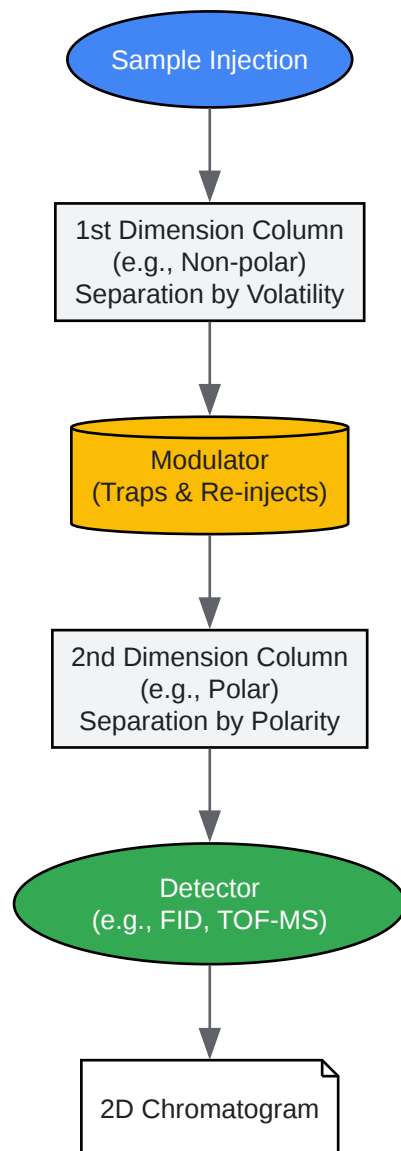 Sample Injection
1st Dimension Column
(e.g., Non-polar)
Separation by Volatility
Modulator
(Traps & Re-injects)
2nd Dimension Column
(e.g., Polar)
Separation by Polarity
Detector
(e.g., FID, TOF-MS)
2D Chromatogram